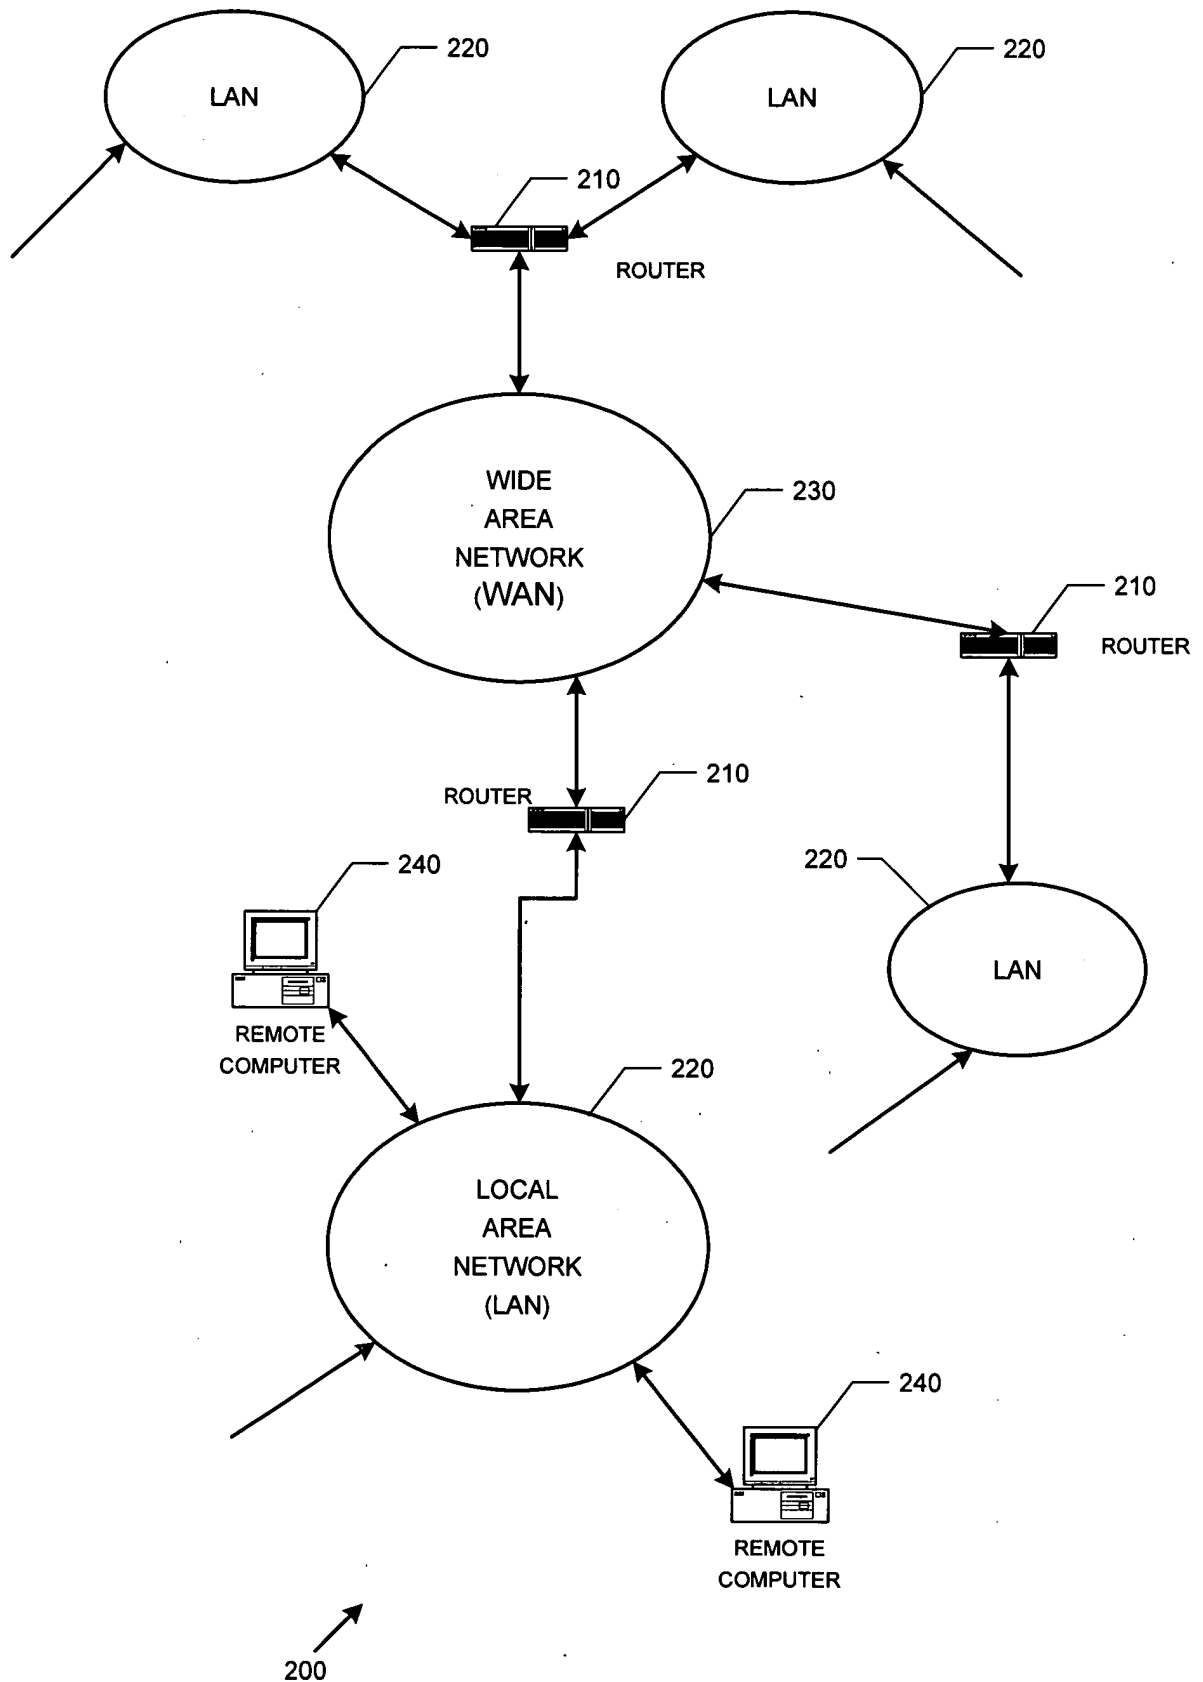 220
220
LAN
LAN
210
ROUTER
WIDE
AREA
NETWORK
(WAN)
230
210
ROUTER
ROUTER
210
240
220
LAN
REMOTE
COMPUTER
220
LOCAL
AREA
NETWORK
(LAN)
240
REMOTE
COMPUTER
200